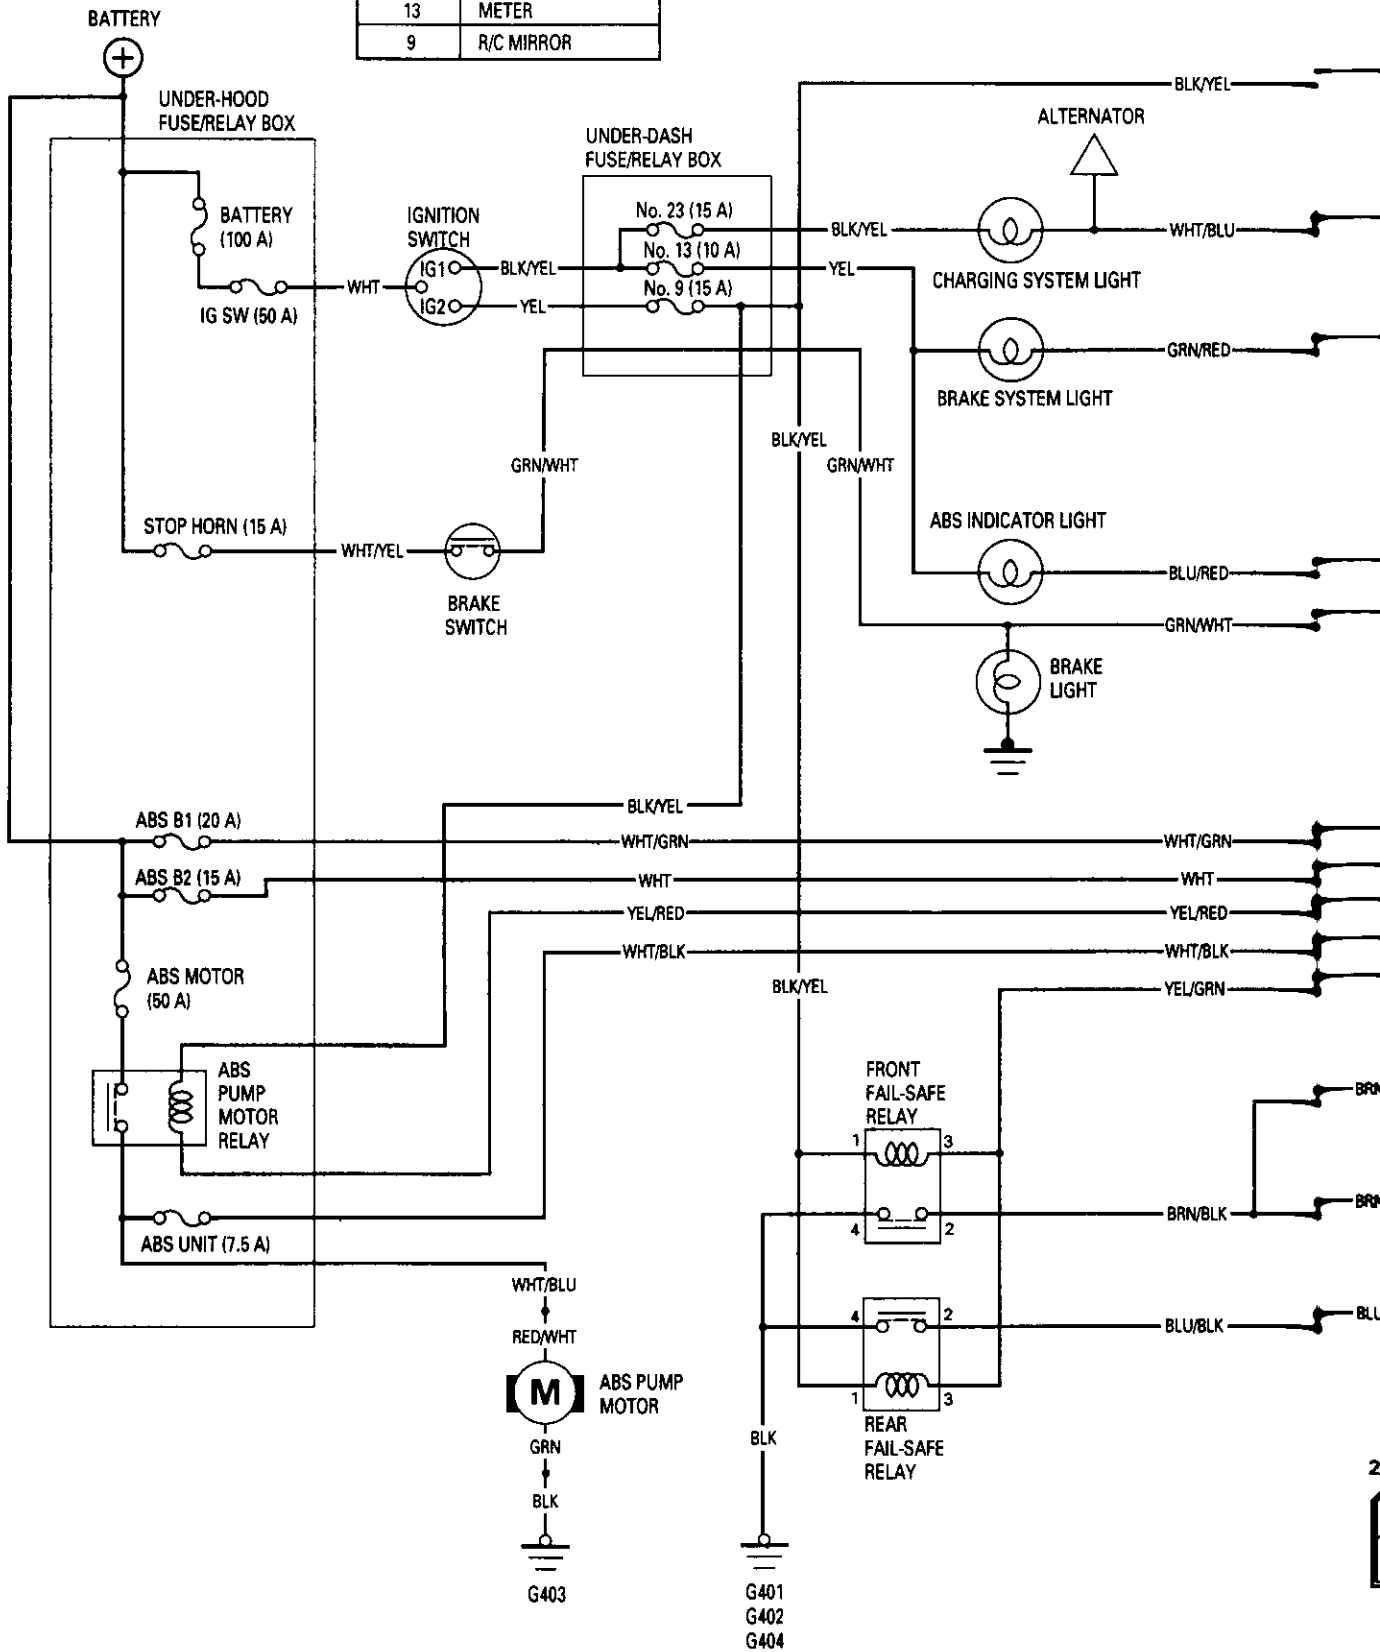 13 METER
9 R/C MIRROR
BATTERY
+
UNDER-HOOD
FUSE/RELAY BOX
BATTERY
(100 A)
IG SW (50 A)
WHT
IGNITION
SWITCH
IG1
IG2
BLK/YEL
YEL
UNDER-DASH
FUSE/RELAY BOX
No. 23 (15 A)
No. 13 (10 A)
No. 9 (15 A)
BLK/YEL
BLK/YEL
YEL
ALTERNATOR
WHT/BLU
CHARGING SYSTEM LIGHT
GRN/RED
BRAKE SYSTEM LIGHT
BLK/YEL
GRN/WHT
GRN/WHT
STOP HORN (15 A)
WHT/YEL
BRAKE
SWITCH
ABS INDICATOR LIGHT
BLU/RED
GRN/WHT
BRAKE
LIGHT
BLK/YEL
ABS B1 (20 A)
WHT/GRN
WHT/GRN
ABS B2 (15 A)
WHT
WHT
YEL/RED
YEL/RED
WHT/BLK
WHT/BLK
ABS MOTOR
(50 A)
BLK/YEL
YEL/GRN
ABS
PUMP
MOTOR
RELAY
FRONT
FAIL-SAFE
RELAY
1 3
4 2
BRN
BRN/BLK
BRN
ABS UNIT (7.5 A)
WHT/BLU
RED/WHT
M
ABS PUMP
MOTOR
GRN
BLK
G403
4 2
1 3
BLU/BLK
BLU
REAR
FAIL-SAFE
RELAY
BLK
G401
G402
G404
2